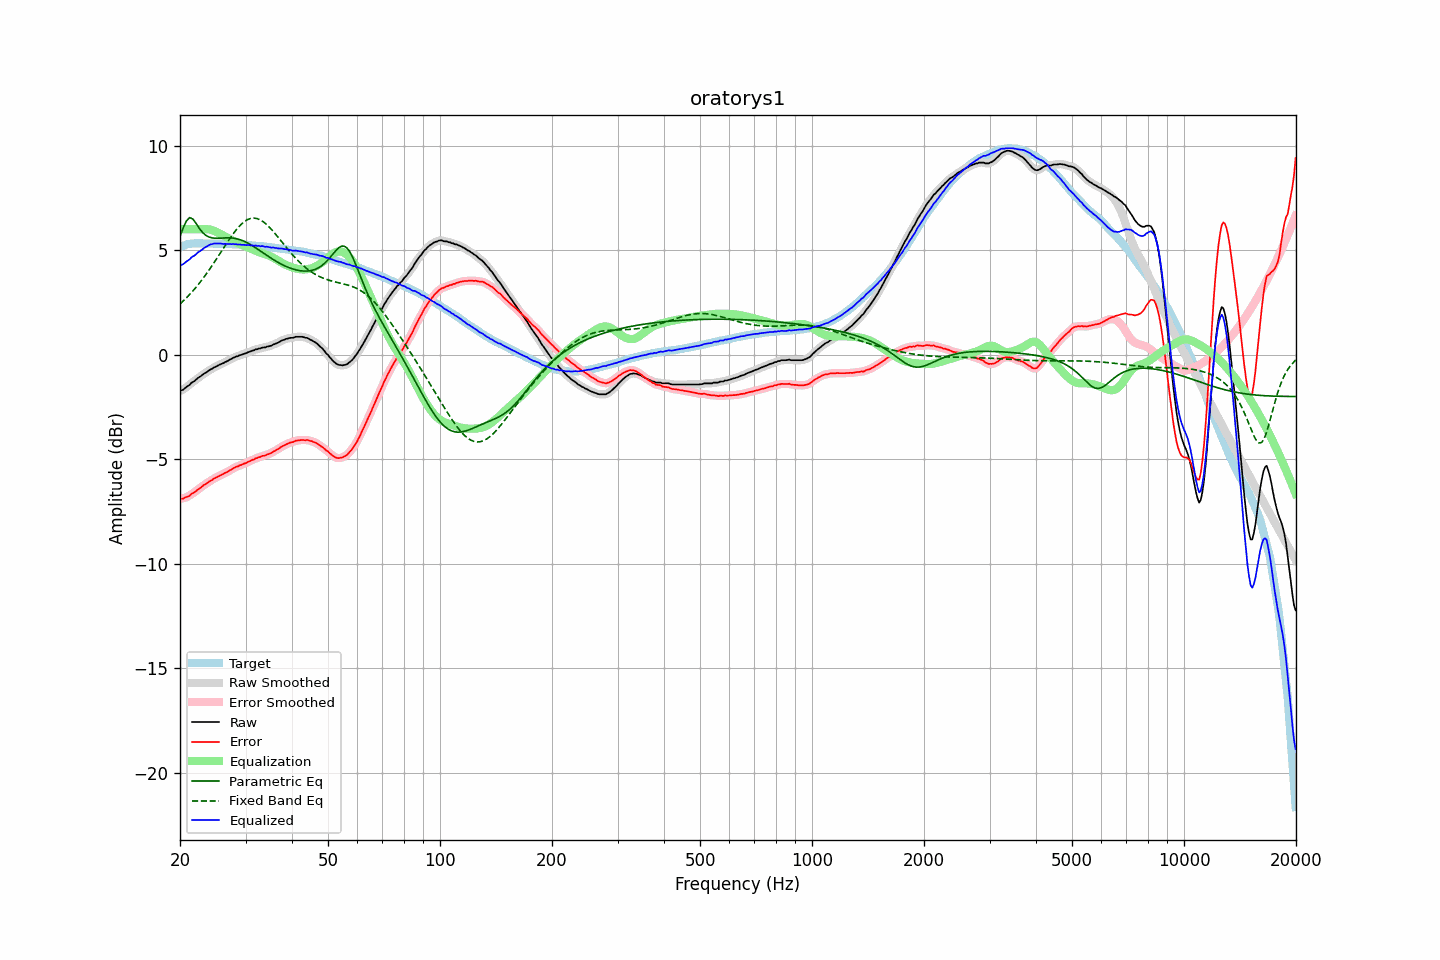 oratorys1
Amplitude (dBr)
10
5
0
−5
−10
−15
−20
Target
Raw Smoothed
Error Smoothed
Raw
Error
Equalization
Parametric Eq
Fixed Band Eq
Equalized
20 50 100 200 500 1000 2000 5000 10000 20000
Frequency (Hz)